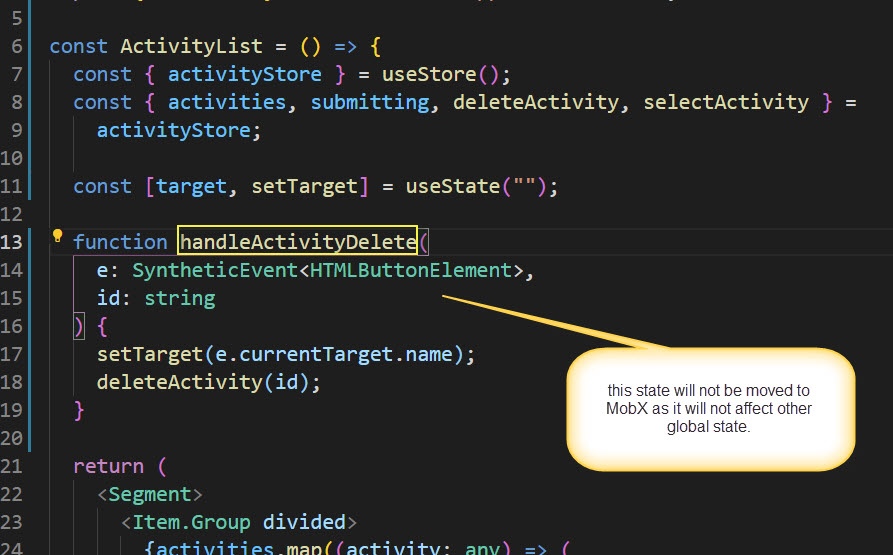 5
6 const ActivityList = () => {
7 const { activityStore } = useStore();
8 const { activities, submitting, deleteActivity, selectActivity } =
9 activityStore;
10
11 const [target, setTarget] = useState("");
12
13 function handleActivityDelete(
14 e: SyntheticEvent<HTMLButtonElement>,
15 id: string
16 ) {
17 setTarget(e.currentTarget.name);
18 deleteActivity(id);
19 }
20
21 return (
22 <Segment>
23 <Item.Group divided>
24 {activities.map((activity: any) => (
this state will not be moved to
MobX as it will not affect other
global state.